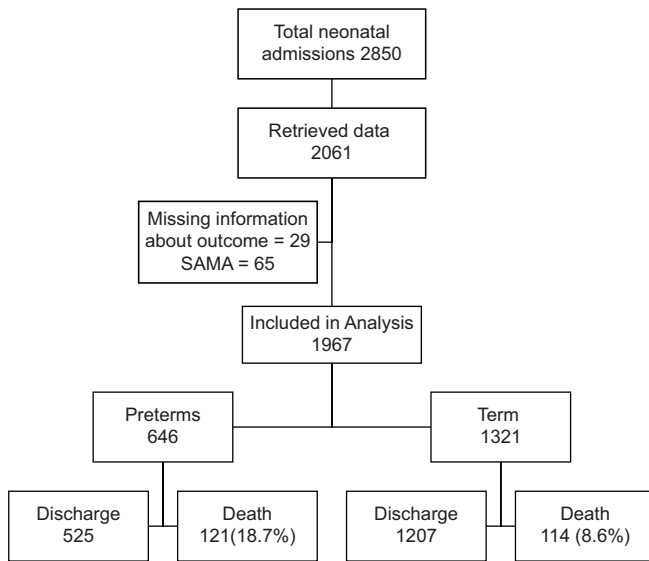 Total neonatal
admissions 2850
Retrieved data
2061
Missing information
about outcome = 29
SAMA = 65
Included in Analysis
1967
Preterms
646
Term
1321
Discharge
525
Death
121(18.7%)
Discharge
1207
Death
114 (8.6%)